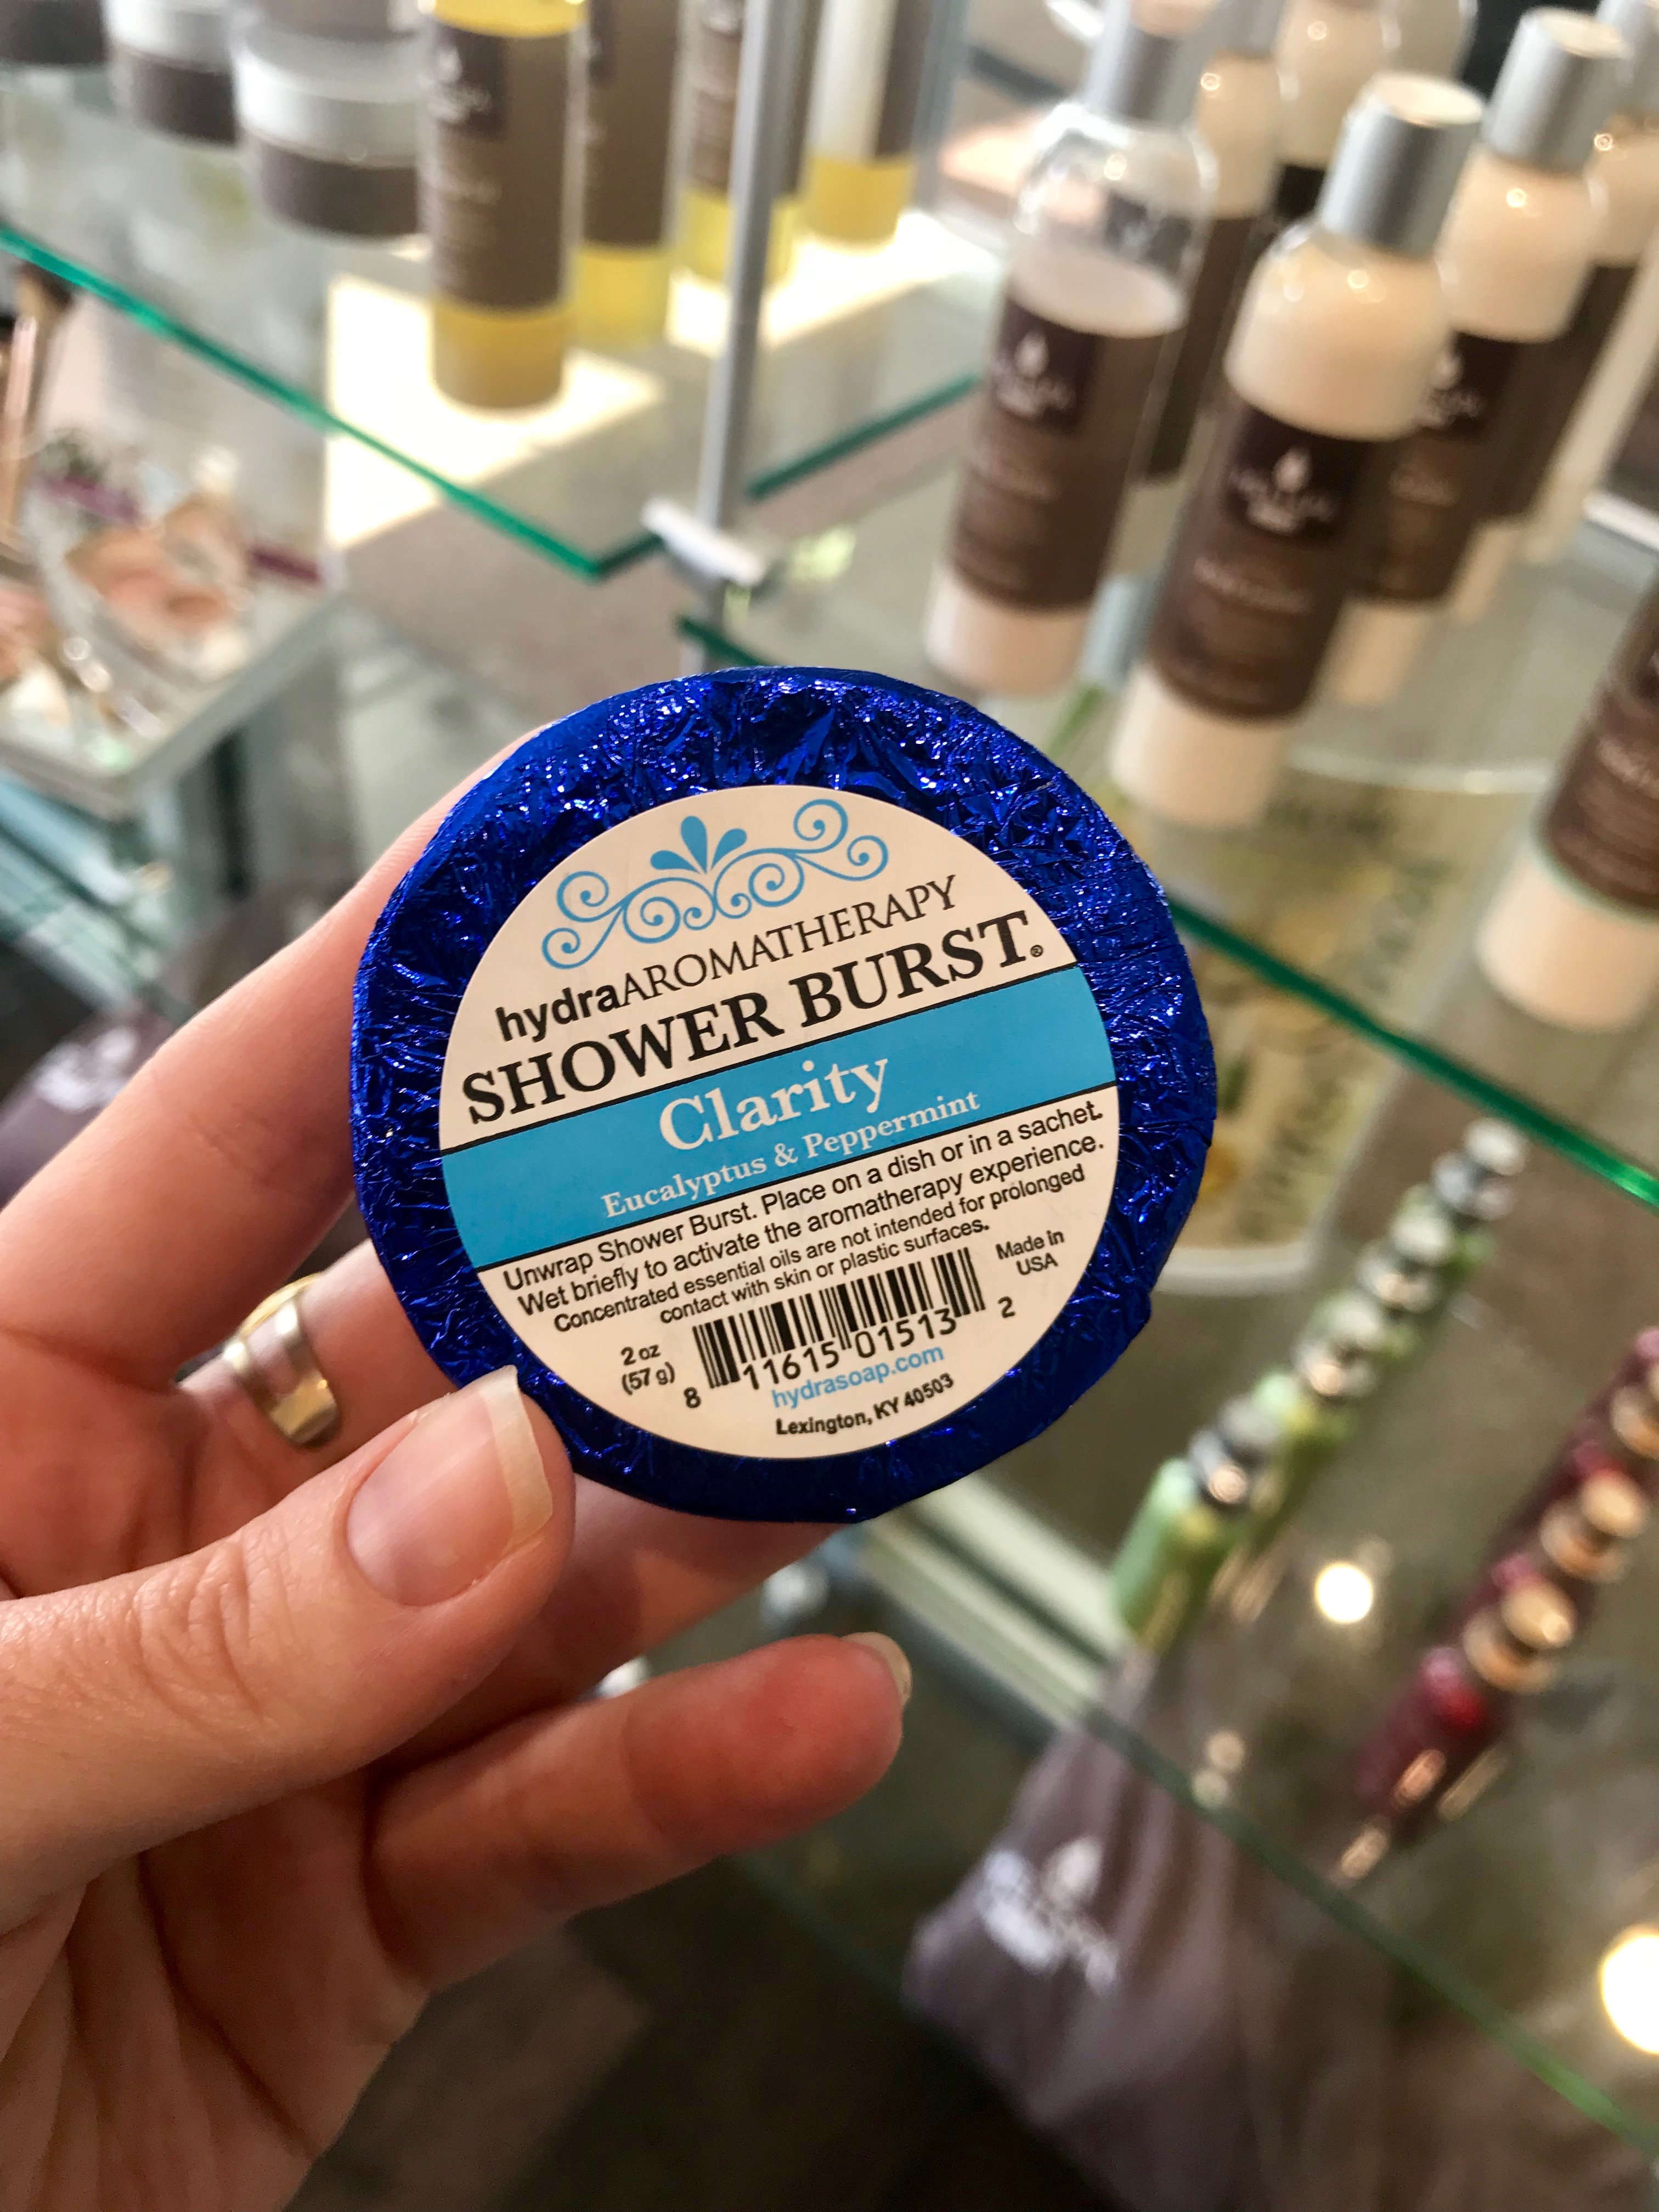 hydraAROMATHERAPY
SHOWER BURST®
Clarity
Eucalyptus & Peppermint
Unwrap Shower Burst. Place on a dish or in a sachet.
Wet briefly to activate the aromatherapy experience.
Concentrated essential oils are not intended for prolonged
contact with skin or plastic surfaces.
Made in
USA
2 oz
(57 g)
8 11615 01513 2
hydrasoap.com
Lexington, KY 40503